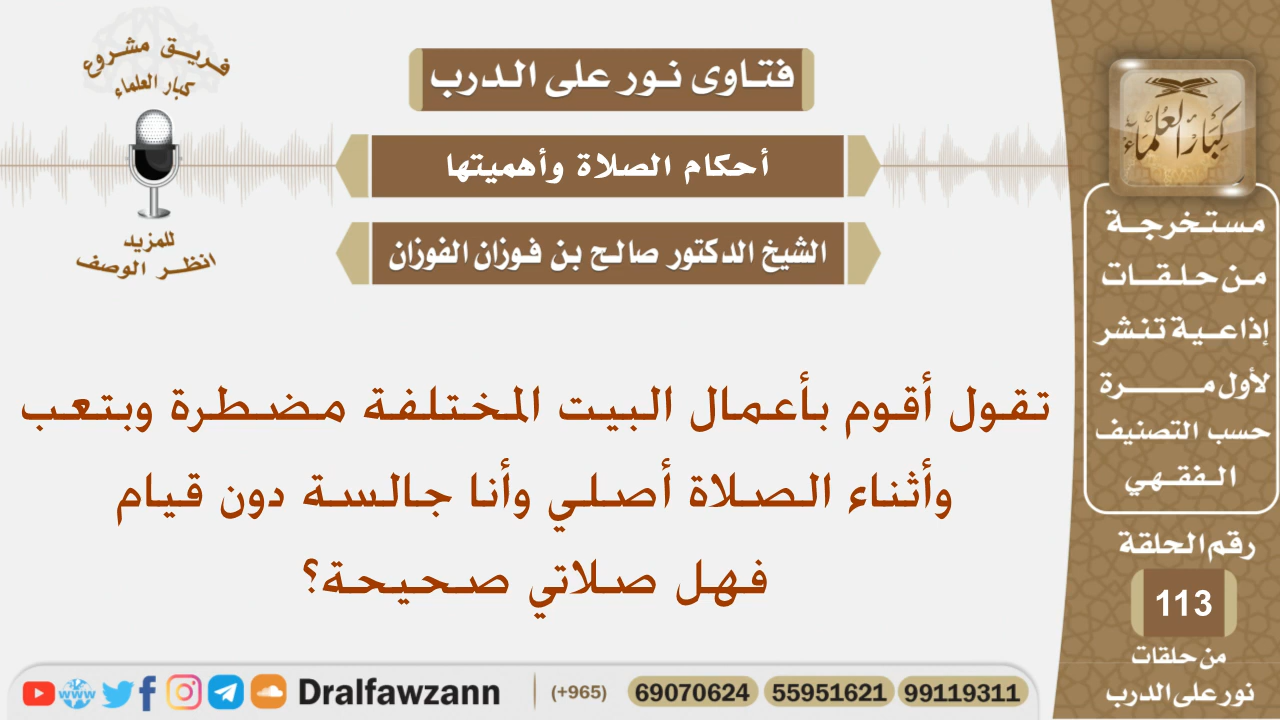 فريق مشروع
كبار العلماء
للمزيد
انظر الوصف
فتاوى نور على الدرب
أحكام الصلاة وأهميتها
الشيخ الدكتور صالح بن فوزان الفوزان
تقول أقوم بأعمال البيت المختلفة مضطرة وبتعب
وأثناء الصلاة أصلي وأنا جالسة دون قيام
فهل صلاتي صحيحة؟
كبار العلماء
مستخرجة
من حلقات
إذاعية تنشر
لأول مرة
حسب التصنيف
الفقهي
رقم الحلقة
113
من حلقات
نور على الدرب
www Dralfawzann (+965) 69070624 55951621 99119311